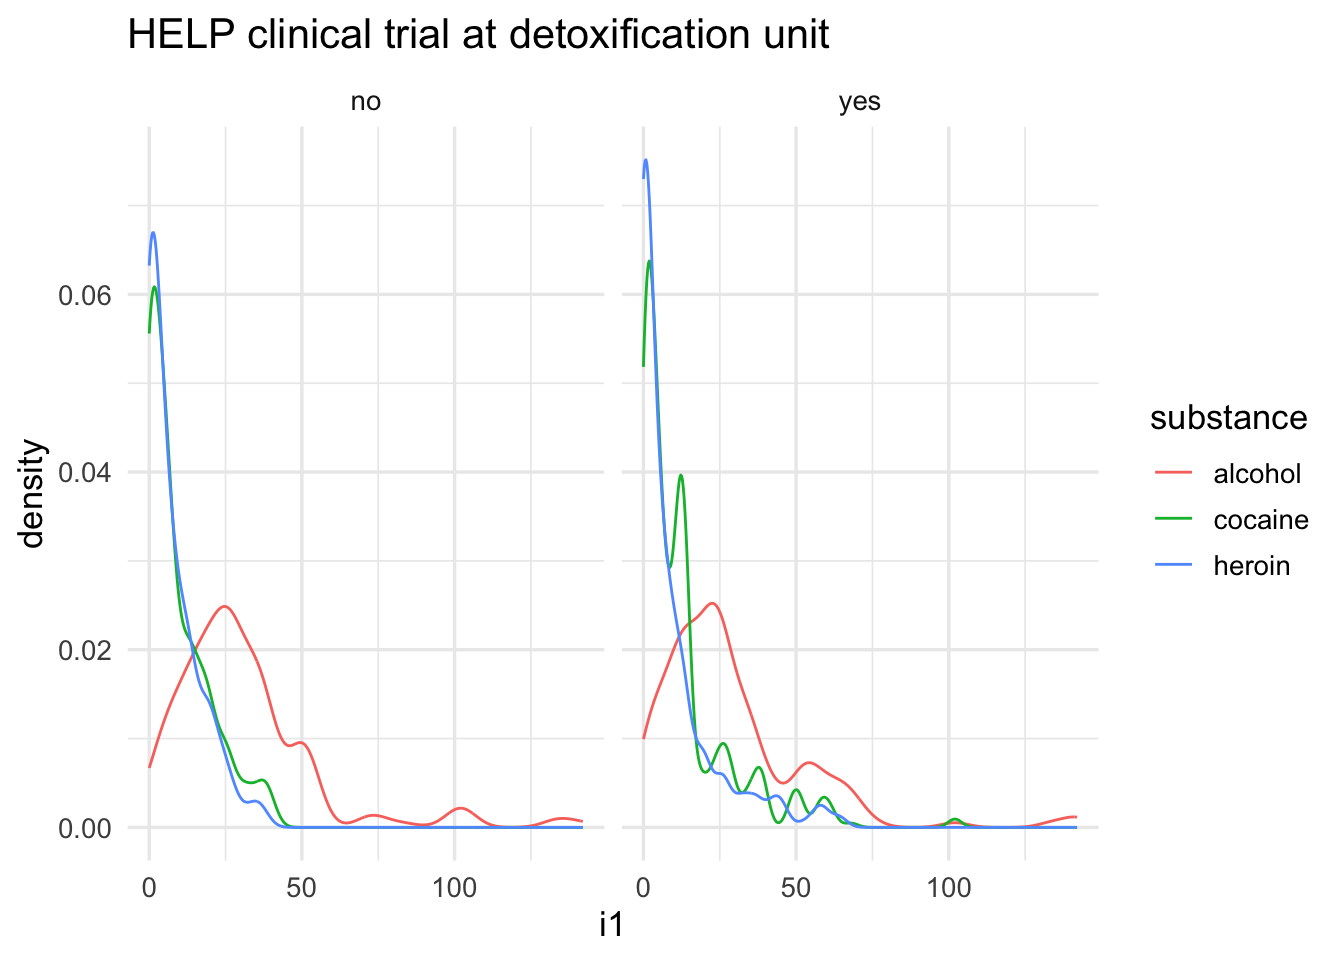 HELP clinical trial at detoxification unit
no
yes
0.06
0.04
0.02
0.00
density
0 50 100
0 50 100
i1
substance
alcohol
cocaine
heroin